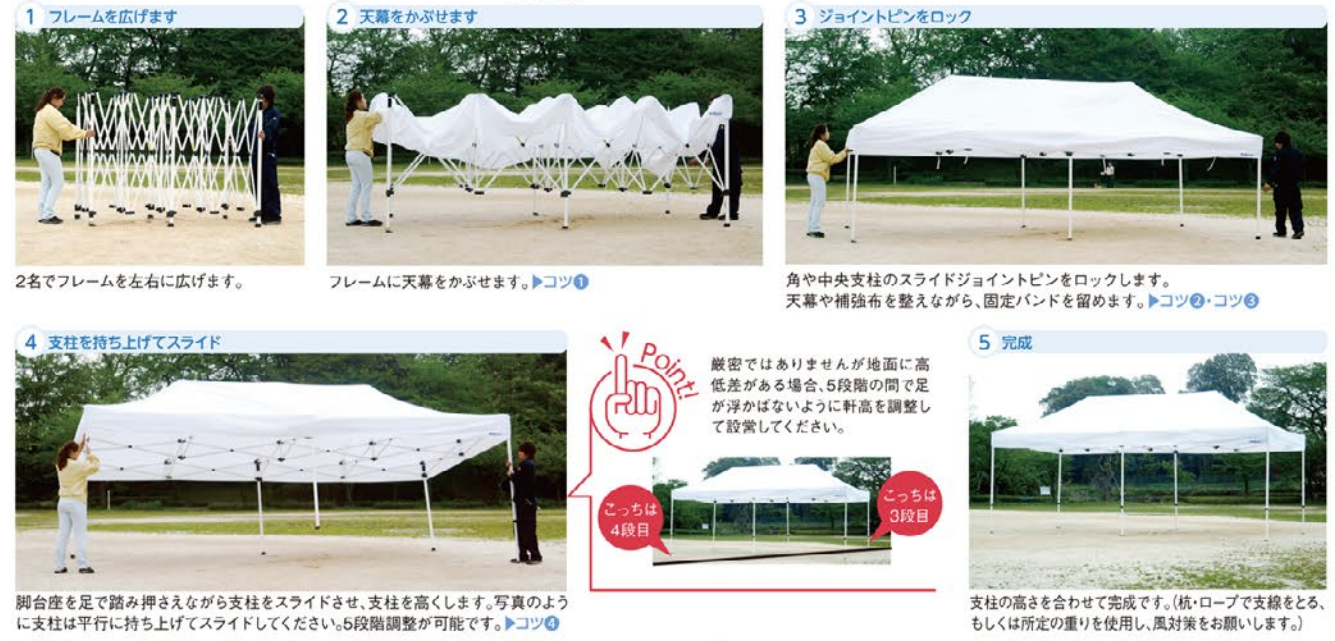 1 フレームを広げます
2名でフレームを左右に広げます。
2 天幕をかぶせます
フレームに天幕をかぶせます。▶コツ❶
3 ジョイントピンをロック
角や中央支柱のスライドジョイントピンをロックします。
天幕や補強布を整えながら、固定バンドを留めます。▶コツ❷・コツ❸
4 支柱を持ち上げてスライド
脚台座を足で踏み押さえながら支柱をスライドさせ、支柱を高くします。写真のよう
に支柱は平行に持ち上げてスライドしてください。5段階調整が可能です。▶コツ❹
Point!
厳密ではありませんが地面に高
低差がある場合、5段階の間で足
が浮かばないように軒高を調整し
て設営してください。
こっちは
4段目
こっちは
3段目
5 完成
支柱の高さを合わせて完成です。(杭・ロープで支線をとる、
もしくは所定の重りを使用し、風対策をお願いします。)